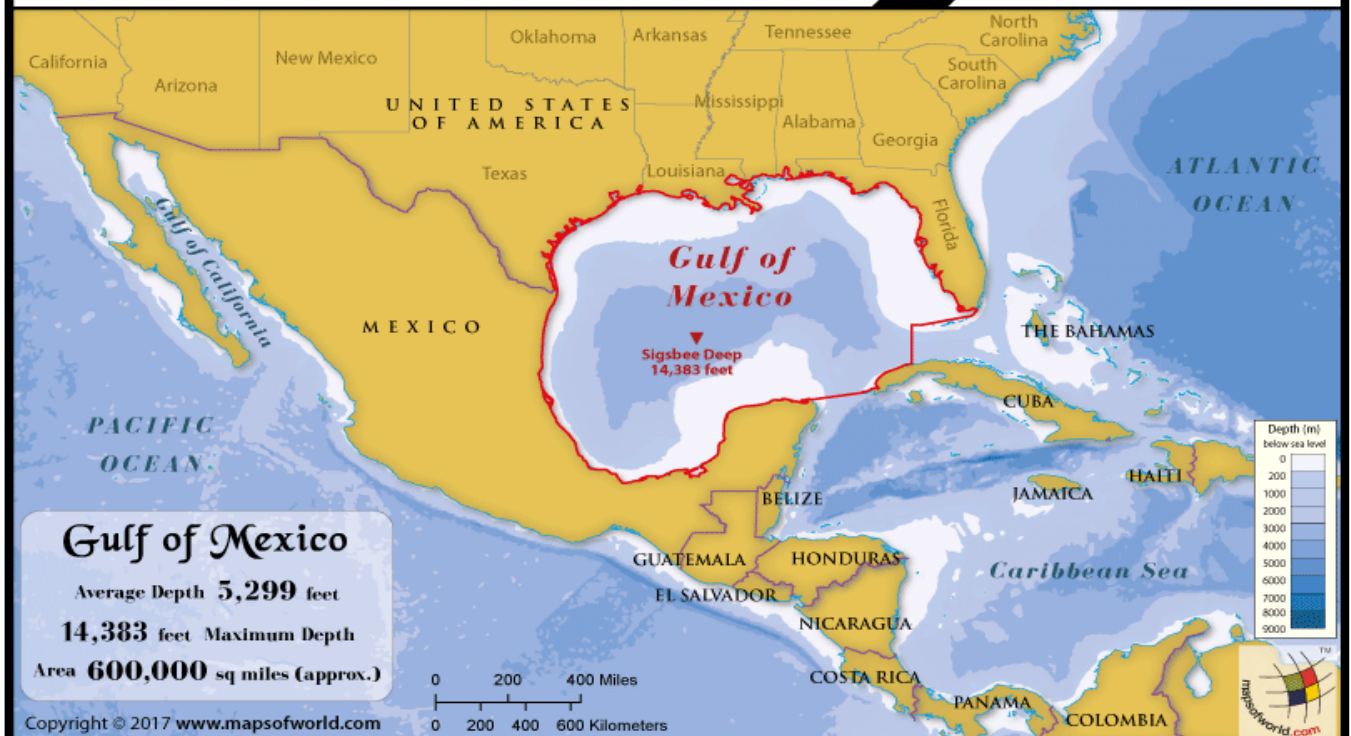 North
Carolina
Tennessee
Oklahoma
Arkansas
New Mexico
California
South
Carolina
Arizona
Mississippi
UNITED STATES
OF AMERICA
Alabama
Georgia
ATLANTIC
OCEAN
Texas
Louisiana
Florida
Gulf of California
Gulf of
Mexico
MEXICO
THE BAHAMAS
Sigsbee Deep
14,383 feet
CUBA
PACIFIC
OCEAN
Depth (m)
below sea level
0
200
1000
2000
3000
4000
5000
6000
7000
8000
9000
HAITI
JAMAICA
BELIZE
Gulf of Mexico
Average Depth 5,299 feet
14,383 feet Maximum Depth
Area 600,000 sq miles (approx.)
GUATEMALA
HONDURAS
Caribbean Sea
EL SALVADOR
NICARAGUA
COSTA RICA
PANAMA
COLOMBIA
0 200 400 Miles
0 200 400 600 Kilometers
Copyright © 2017 www.mapsofworld.com
TM
mapsofworld.com